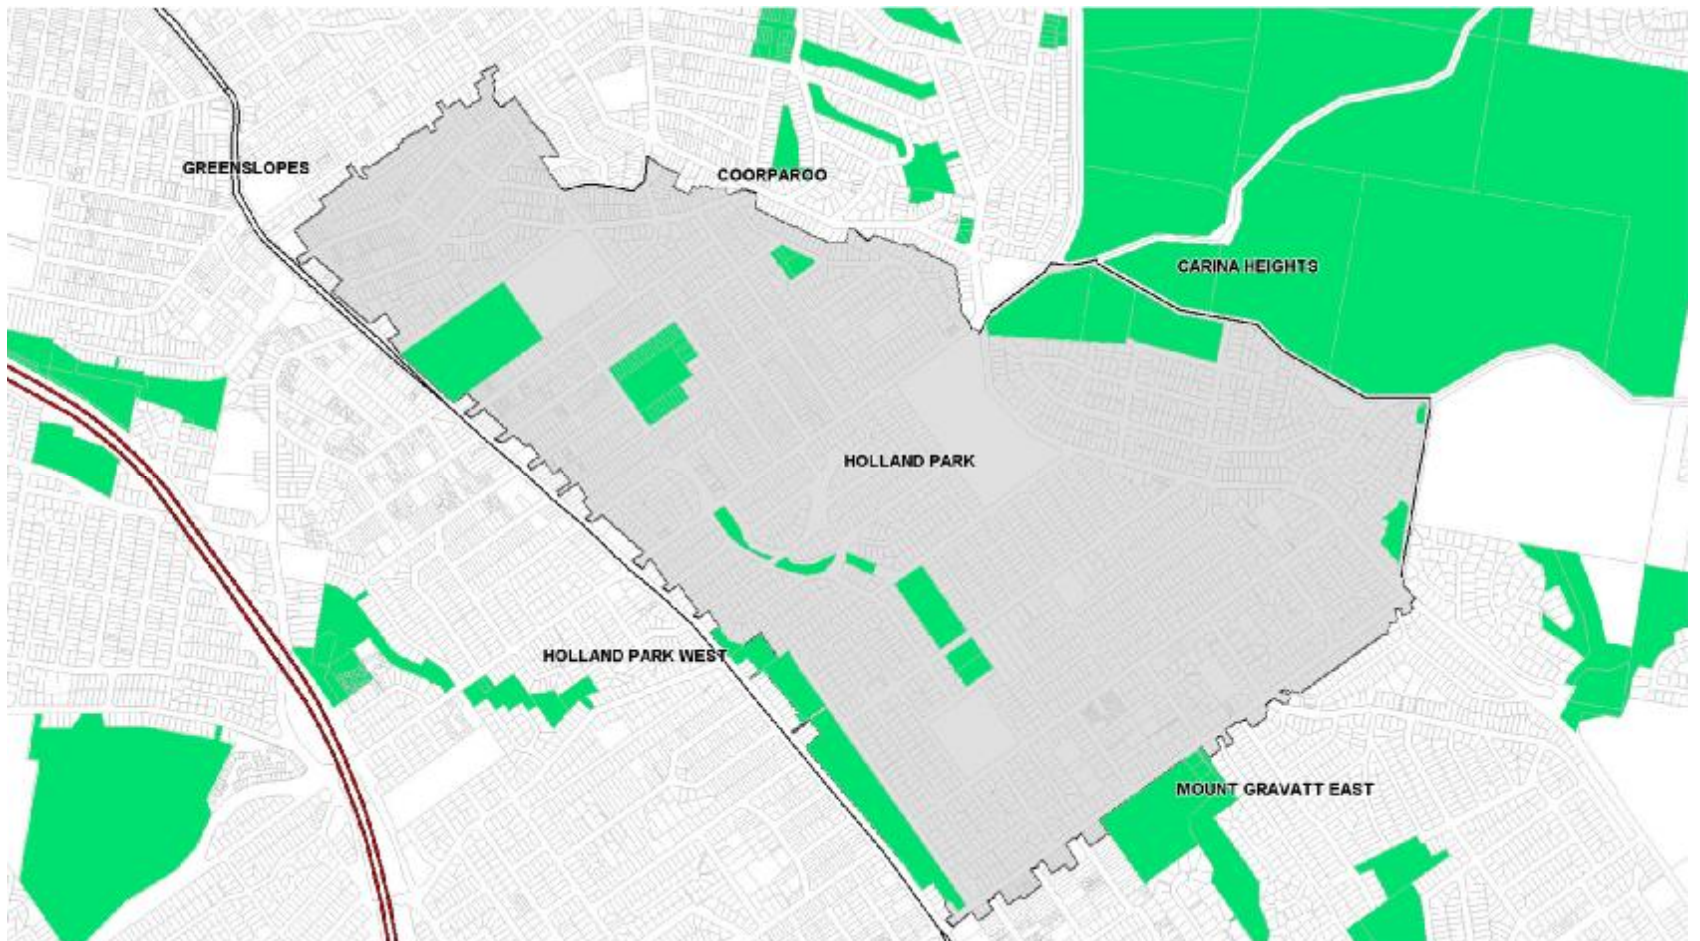 GREENSLOPES
COORPAROO
CARINA HEIGHTS
HOLLAND PARK
HOLLAND PARK WEST
MOUNT GRAVATT EAST